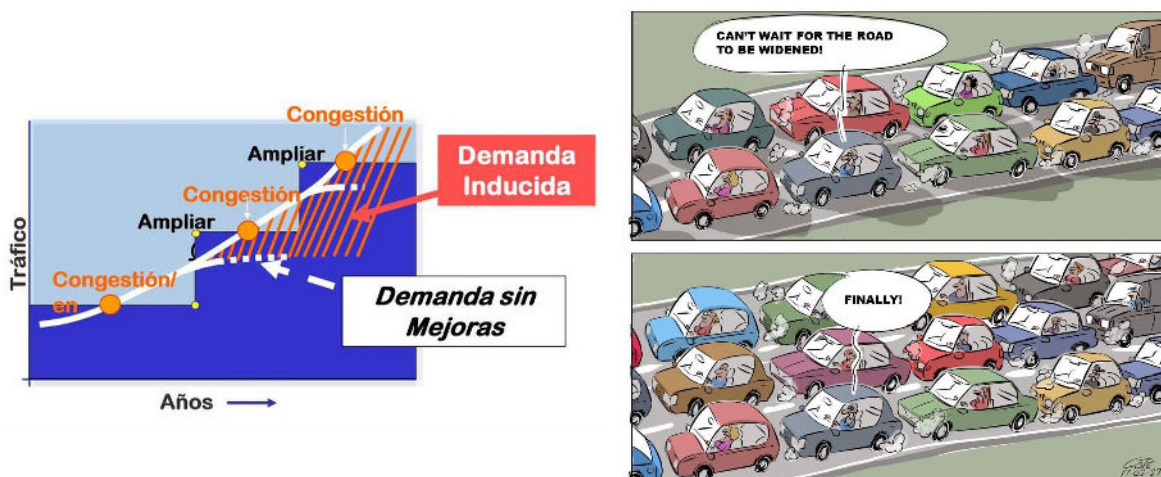 Congestión
Ampliar
Demanda
Inducida
Congestión
Ampliar
Congestión/
en
Demanda sin
Mejoras
Tráfico
Años
CAN'T WAIT FOR THE ROAD
TO BE WIDENED!
FINALLY!